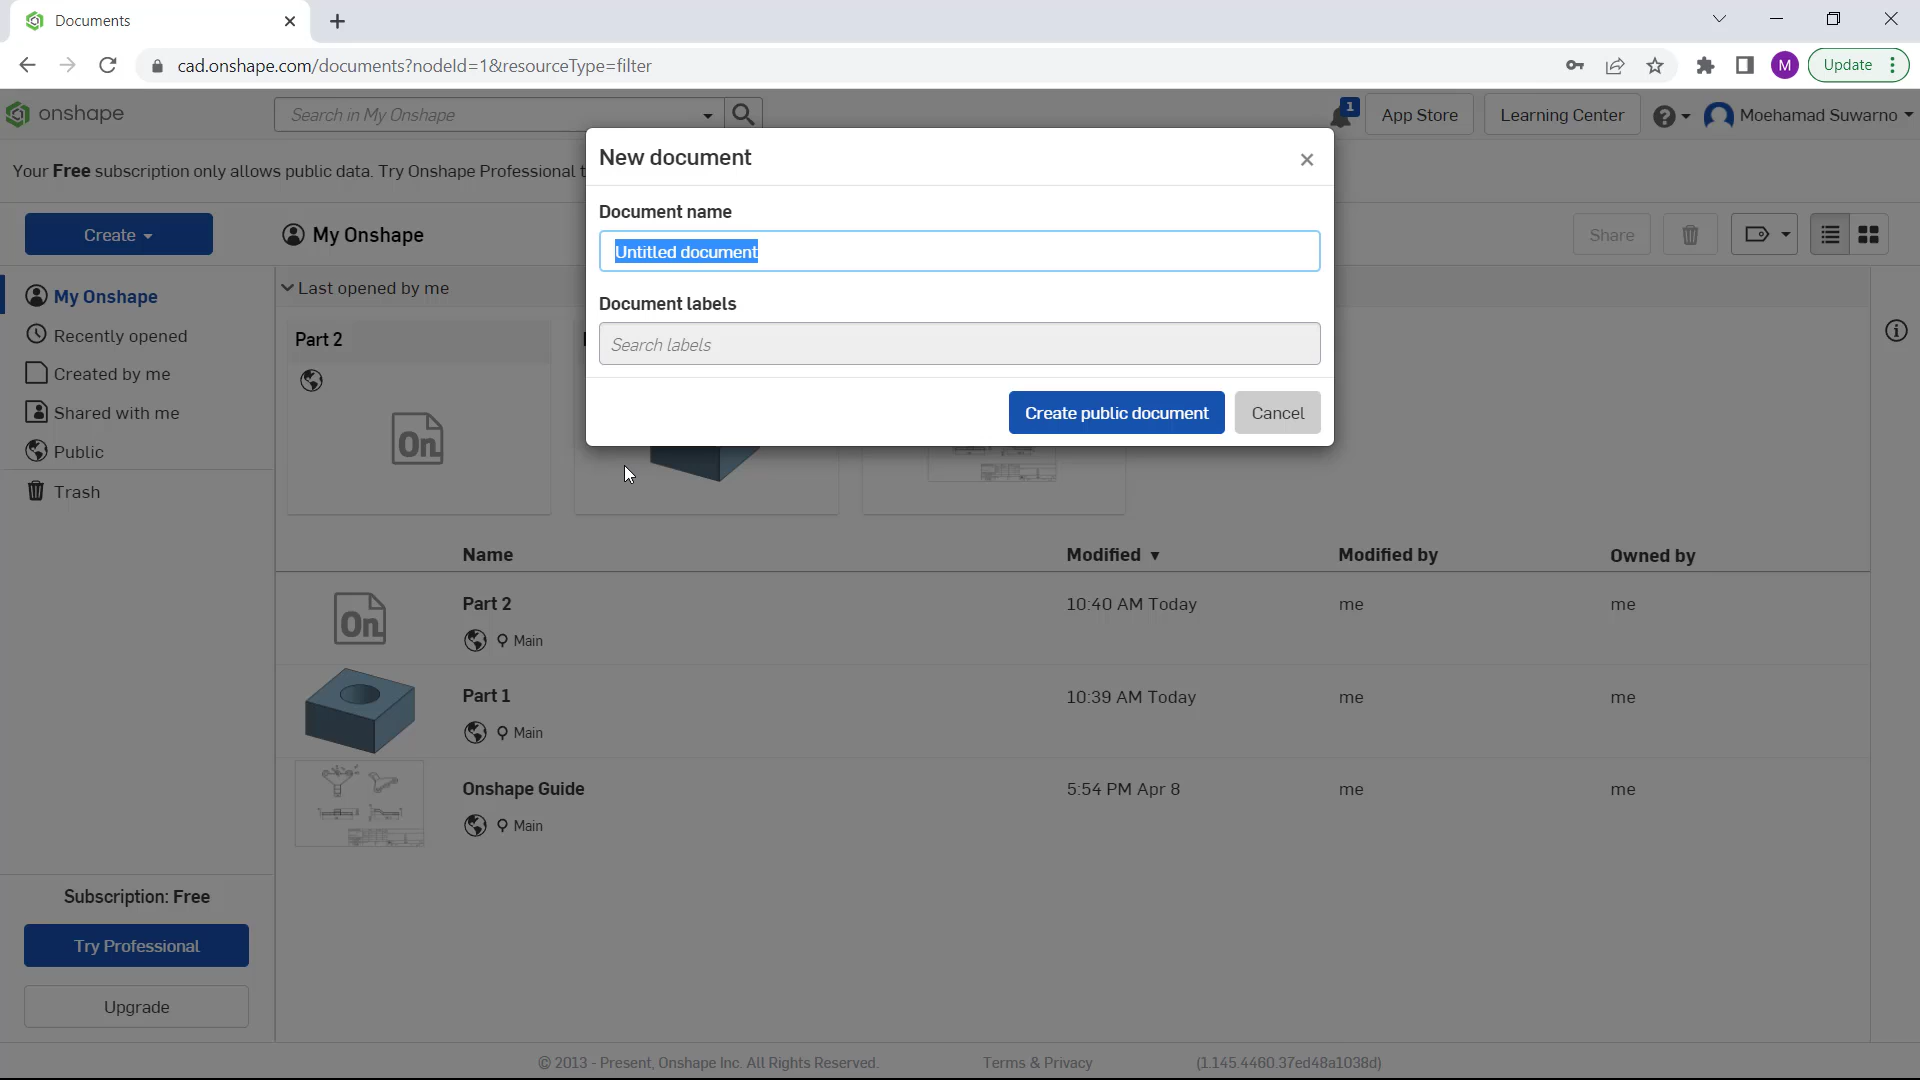 Documents
cad.onshape.com/documents?nodeId=1&resourceType=filter
M
Update
onshape
Search in My Onshape
1
App Store
Learning Center
Moehamad Suwarno
Your Free subscription only allows public data. Try Onshape Professional t
New document
Document name
Untitled document
Document labels
Search labels
Create public document
Cancel
Create
My Onshape
Share
My Onshape
Recently opened
Created by me
Shared with me
Public
Trash
Last opened by me
Part 2
On
Name
Modified
Modified by
Owned by
On
Part 2
10:40 AM Today
me
me
Main
Part 1
10:39 AM Today
me
me
Main
Onshape Guide
5:54 PM Apr 8
me
me
Main
Subscription: Free
Try Professional
Upgrade
© 2013 - Present, Onshape Inc. All Rights Reserved.
Terms & Privacy
(1.145.4460.37ed48a1038d)